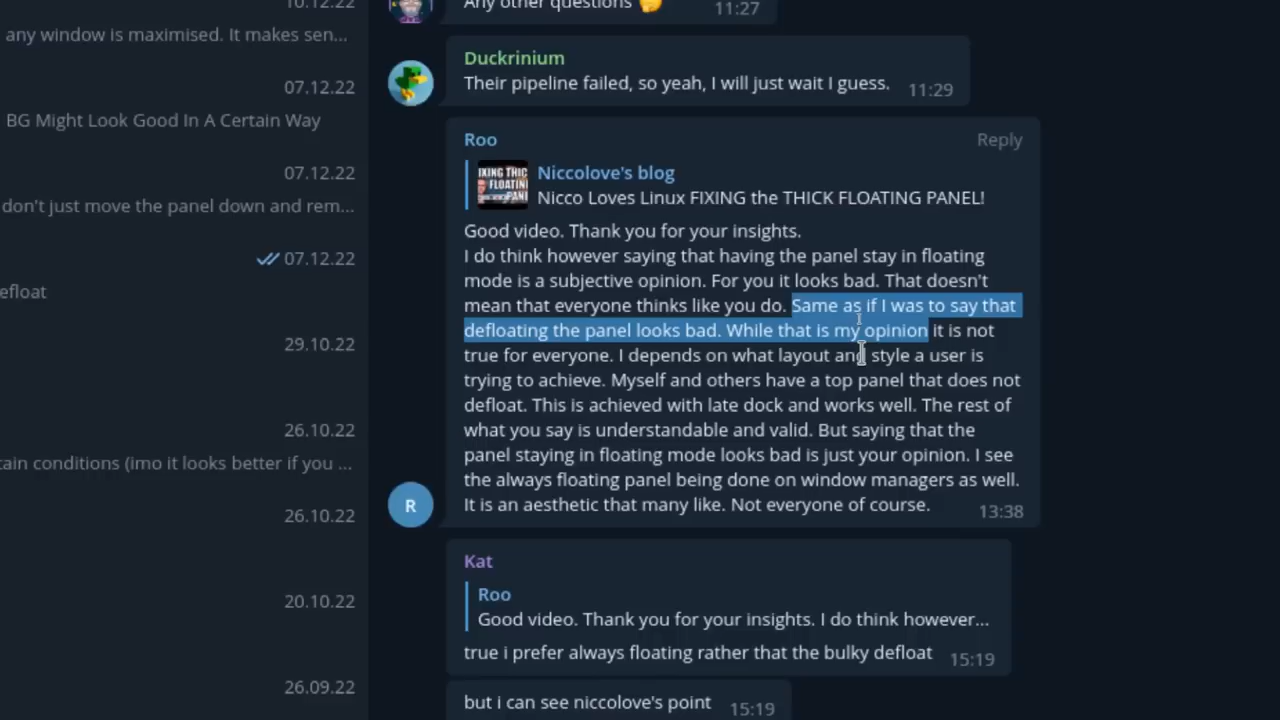 10.12.22
any window is maximised. It makes sen...
07.12.22
BG Might Look Good In A Certain Way
07.12.22
don't just move the panel down and rem...
07.12.22
efloat
29.10.22
26.10.22
tain conditions (imo it looks better if you ...
26.10.22
20.10.22
26.09.22
Any other questions
11:27
Duckrinium
Their pipeline failed, so yeah, I will just wait I guess.
11:29
Roo
Reply
IXING THIC
FLOATIN
PAN
Niccolove's blog
Nicco Loves Linux FIXING the THICK FLOATING PANEL!
Good video. Thank you for your insights.
I do think however saying that having the panel stay in floating
mode is a subjective opinion. For you it looks bad. That doesn't
mean that everyone thinks like you do. Same as if I was to say that
defloating the panel looks bad. While that is my opinion it is not
true for everyone. I depends on what layout and style a user is
trying to achieve. Myself and others have a top panel that does not
defloat. This is achieved with late dock and works well. The rest of
what you say is understandable and valid. But saying that the
panel staying in floating mode looks bad is just your opinion. I see
the always floating panel being done on window managers as well.
It is an aesthetic that many like. Not everyone of course.
13:38
R
Kat
Roo
Good video. Thank you for your insights. I do think however...
true i prefer always floating rather that the bulky defloat
15:19
but i can see niccolove's point
15:19